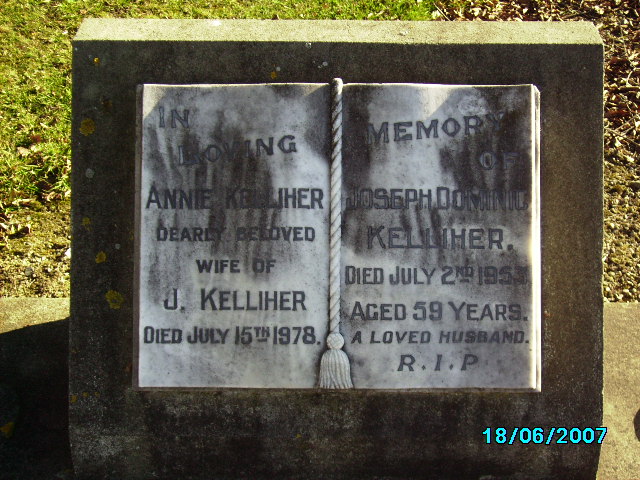 IN
LOVING
ANNIE KELLIHER
DEARLY BELOVED
WIFE OF
J. KELLIHER
DIED JULY 15TH 1978.
MEMORY
OF
JOSEPH DOMINIC
KELLIHER.
DIED JULY 2ND
AGED 59 YEARS.
A LOVED HUSBAND.
R.I.P
18/06/2007